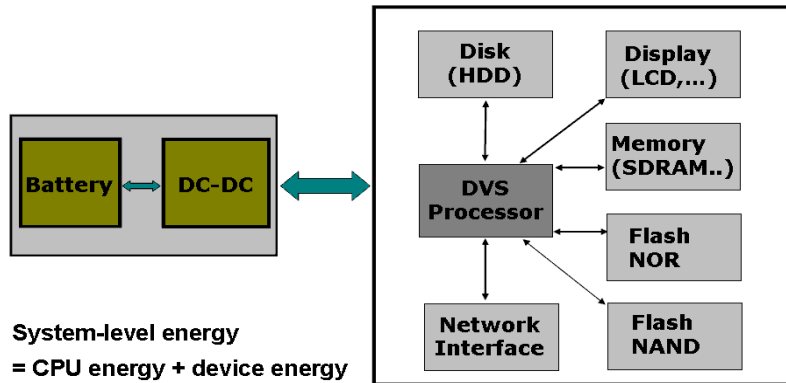 Disk
(HDD)
Display
(LCD,...)
Memory
(SDRAM..)
Battery
DC-DC
DVS
Processor
Flash
NOR
Network
Interface
Flash
NAND
System-level energy
= CPU energy + device energy